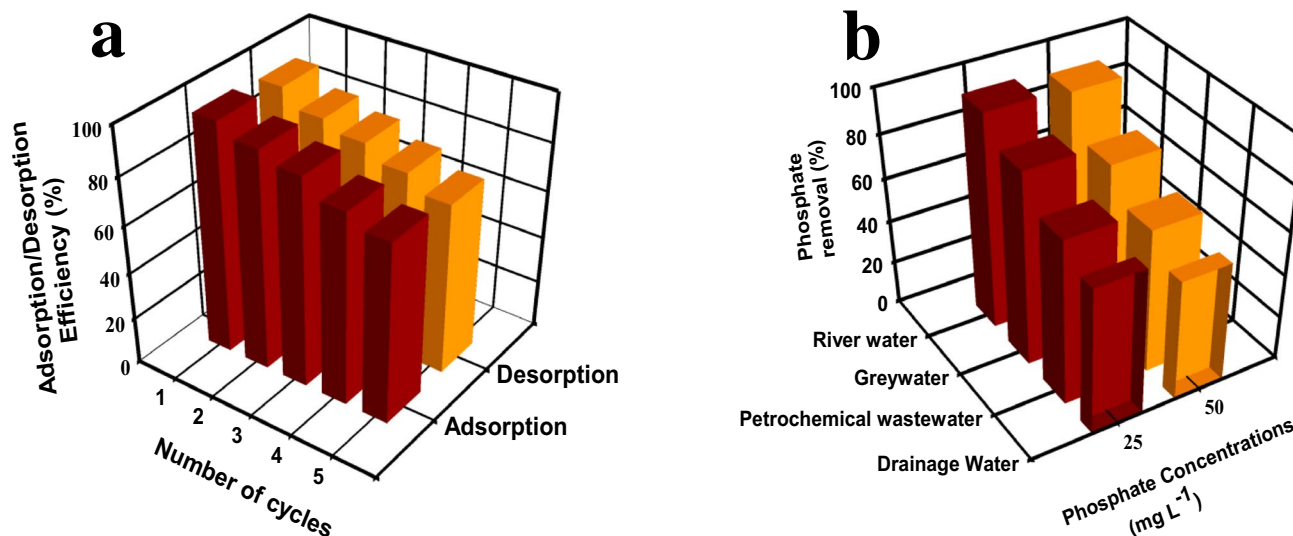 a
Adsorption/Desorption
Efficiency (%)
100
80
60
40
20
0
1
2
3
4
5
Number of cycles
Desorption
Adsorption
b
Phosphate
removal (%)
100
80
60
40
20
0
River water
Greywater
Petrochemical wastewater
Drainage Water
25
50
Phosphate Concentrations
(mg L⁻¹)